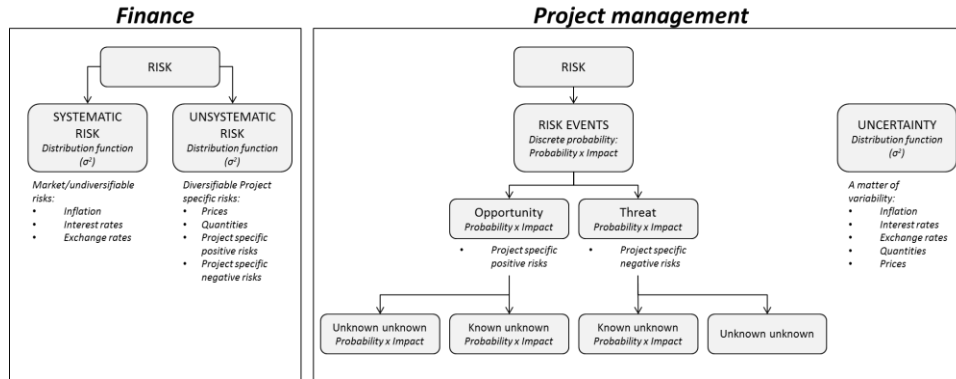 Finance
RISK
SYSTEMATIC
RISK
Distribution function
(σ²)
Market/undiversifiable
risks:
• Inflation
• Interest rates
• Exchange rates
UNSYSTEMATIC
RISK
Distribution function
(σ²)
Diversifiable Project
specific risks:
• Prices
• Quantities
• Project specific
positive risks
• Project specific
negative risks
Project management
RISK
RISK EVENTS
Discrete probability:
Probability x Impact
Opportunity
Probability x Impact
• Project specific
positive risks
Threat
Probability x Impact
• Project specific
negative risks
Unknown unknown
Probability x Impact
Known unknown
Probability x Impact
Known unknown
Probability x Impact
Unknown unknown
UNCERTAINTY
Distribution function
(σ²)
A matter of
variability:
• Inflation
• Interest rates
• Exchange rates
• Quantities
• Prices